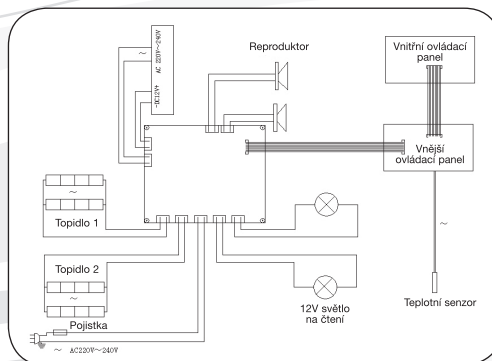 ~ AC 220V~240V
-DC12V+
Reproduktor
Vnitřní ovládací
panel
Vnější
ovládací panel
~
Topidlo 1
Topidlo 2
~
Pojistka
~ AC220V~240V
12V světlo
na čtení
~
Teplotní senzor